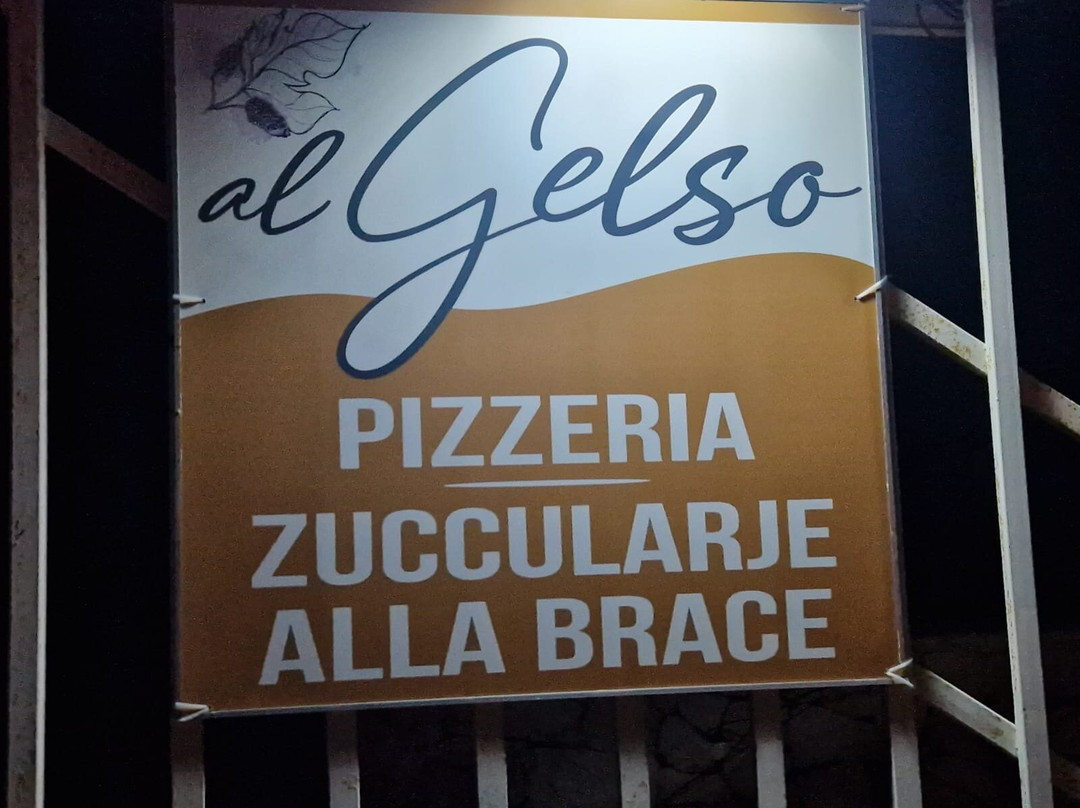 al Gelso
PIZZERIA
ZUCCULARJE
ALLA BRACE